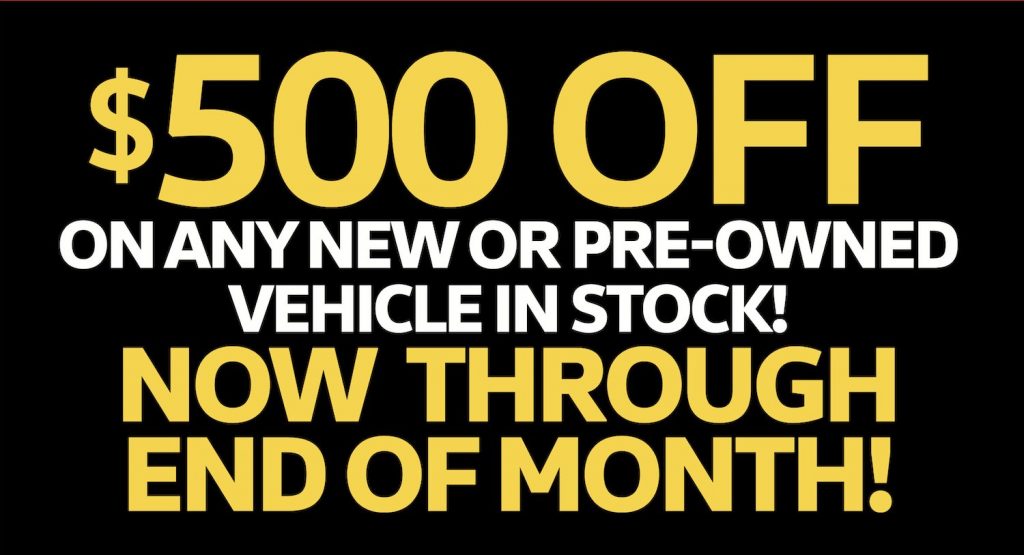 $500 OFF
ON ANY NEW OR PRE-OWNED
VEHICLE IN STOCK!
NOW THROUGH
END OF MONTH!